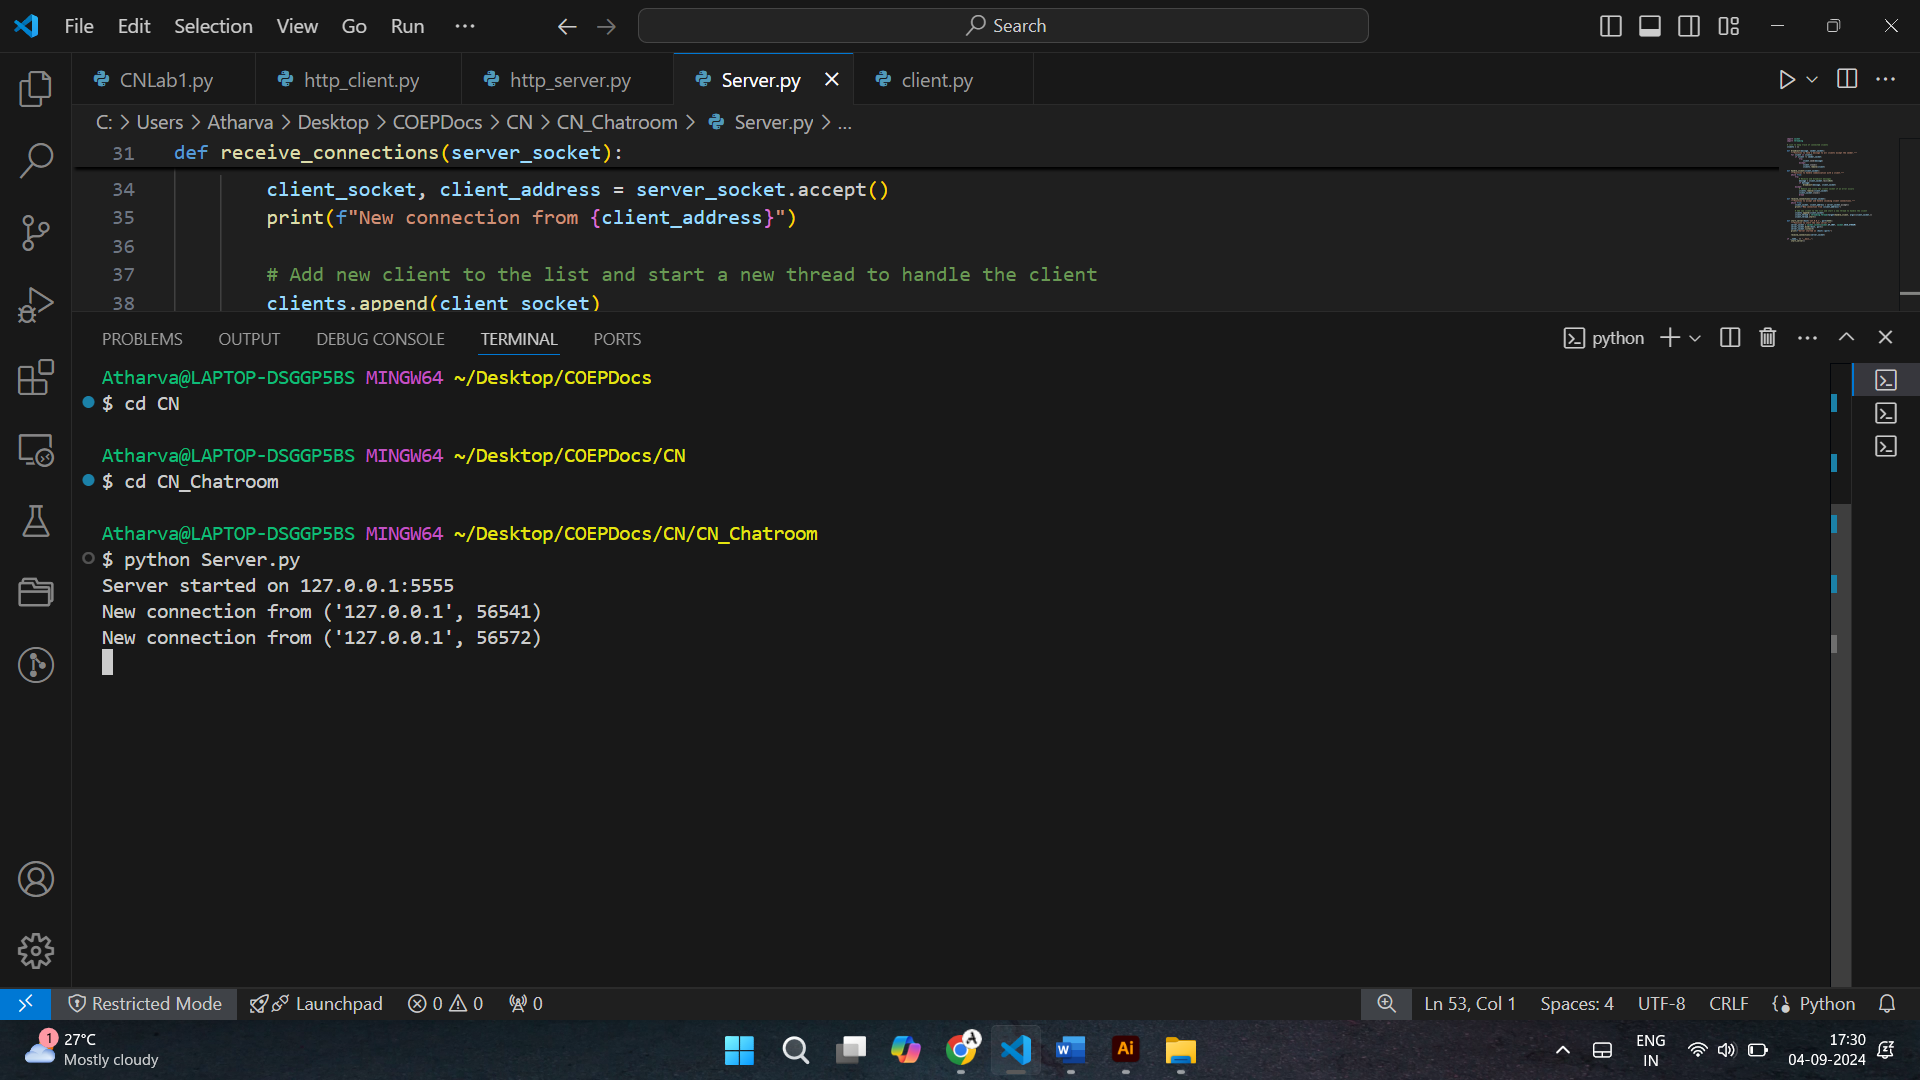 File Edit Selection View Go Run ··· Search
CNLab1.py http_client.py http_server.py Server.py client.py
C: > Users > Atharva > Desktop > COEPDocs > CN > CN_Chatroom > Server.py > ...
31 def receive_connections(server_socket):
34 client_socket, client_address = server_socket.accept()
35 print(f"New connection from {client_address}")
36
37 # Add new client to the list and start a new thread to handle the client
38 clients.append(client_socket)
PROBLEMS OUTPUT DEBUG CONSOLE TERMINAL PORTS python
Atharva@LAPTOP-DSGGP5BS MINGW64 ~/Desktop/COEPDocs
$ cd CN
Atharva@LAPTOP-DSGGP5BS MINGW64 ~/Desktop/COEPDocs/CN
$ cd CN_Chatroom
Atharva@LAPTOP-DSGGP5BS MINGW64 ~/Desktop/COEPDocs/CN/CN_Chatroom
$ python Server.py
Server started on 127.0.0.1:5555
New connection from ('127.0.0.1', 56541)
New connection from ('127.0.0.1', 56572)
Restricted Mode Launchpad 0 0 0 Ln 53, Col 1 Spaces: 4 UTF-8 CRLF Python
1 27°C
Mostly cloudy
A
W
Ai
ENG
IN
17:30
04-09-2024